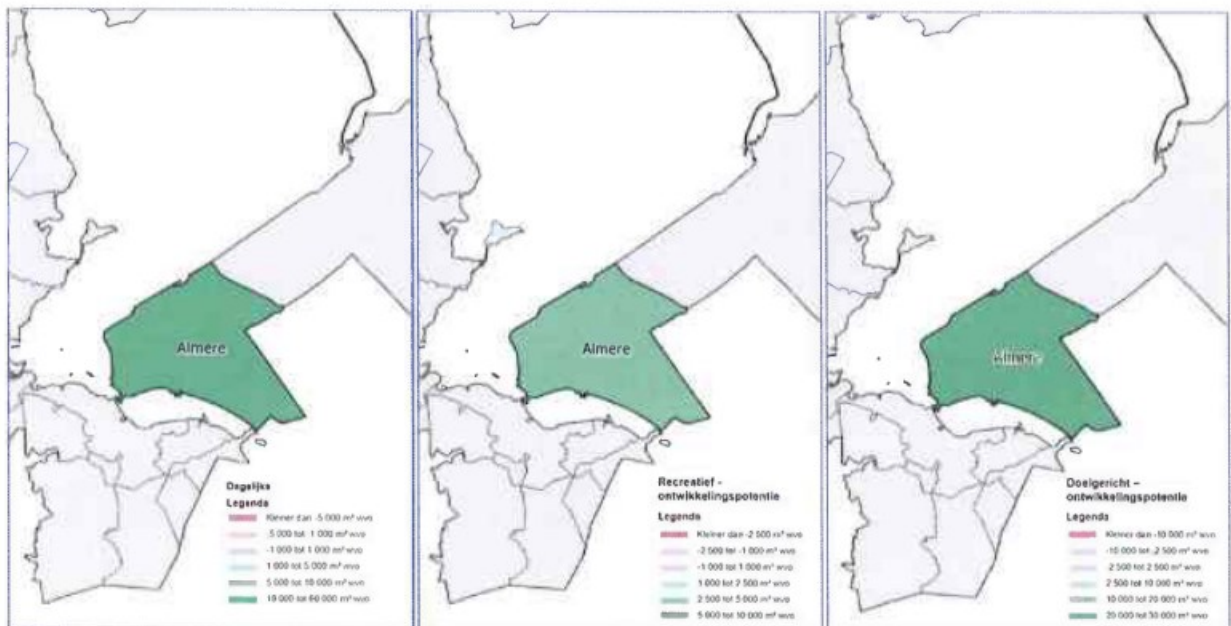 Almere
Dagelijks
Legenda
Kleiner dan -5 000 m² wvo
-5 000 tot 1 000 m² wvo
-1 000 tot 1 000 m² wvo
1 000 tot 5 000 m² wvo
5 000 tot 10 000 m² wvo
10 000 tot 60 000 m² wvo
Almere
Recreatief -
ontwikkelingspotentie
Legenda
Kleiner dan -2 500 m² wvo
-2 500 tot -1 000 m² wvo
-1 000 tot 1 000 m² wvo
1 000 tot 2 500 m² wvo
2 500 tot 5 000 m² wvo
5 000 tot 10 000 m² wvo
Almere
Doelgericht –
ontwikkelingspotentie
Legenda
Kleiner dan -10 000 m² wvo
-10 000 tot -2 500 m² wvo
-2 500 tot 2 500 m² wvo
2 500 tot 10 000 m² wvo
10 000 tot 20 000 m² wvo
20 000 tot 30 000 m² wvo